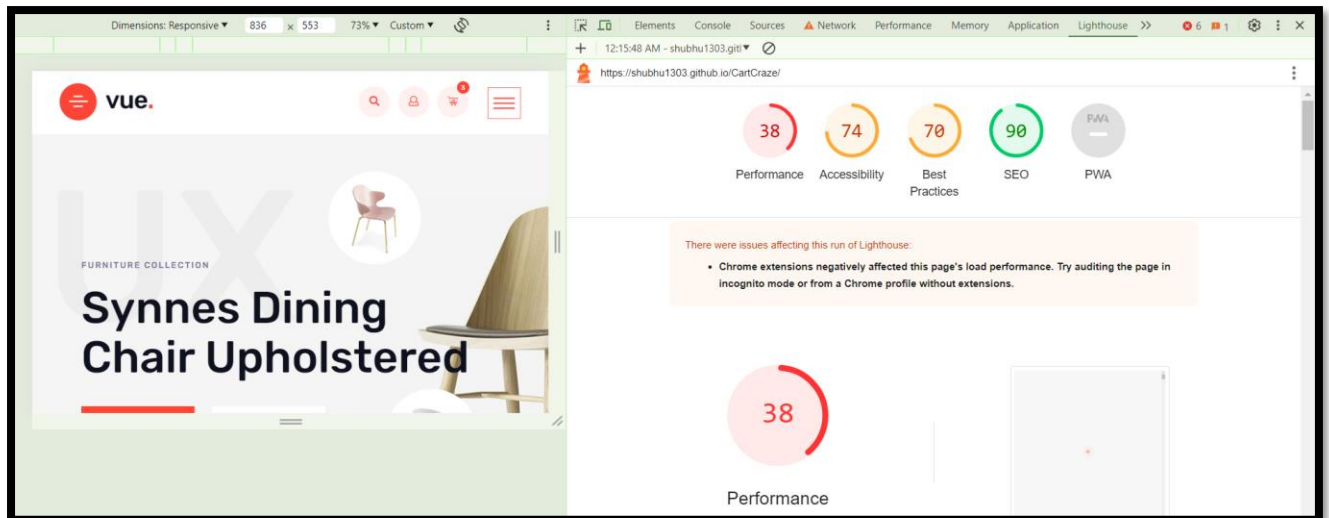 Dimensions: Responsive ▼ 836 × 553 73% ▼ Custom ▼
Elements Console Sources Network Performance Memory Application Lighthouse >> 6 1
12:15:48 AM - shubhu1303.gitl ▼
https://shubhu1303.github.io/CartCraze/
vue.
3
UX
FURNITURE COLLECTION
Synnes Dining
Chair Upholstered
38 74 70 90 PWA
Performance Accessibility Best Practices SEO PWA
There were issues affecting this run of Lighthouse:
• Chrome extensions negatively affected this page's load performance. Try auditing the page in
incognito mode or from a Chrome profile without extensions.
38
Performance